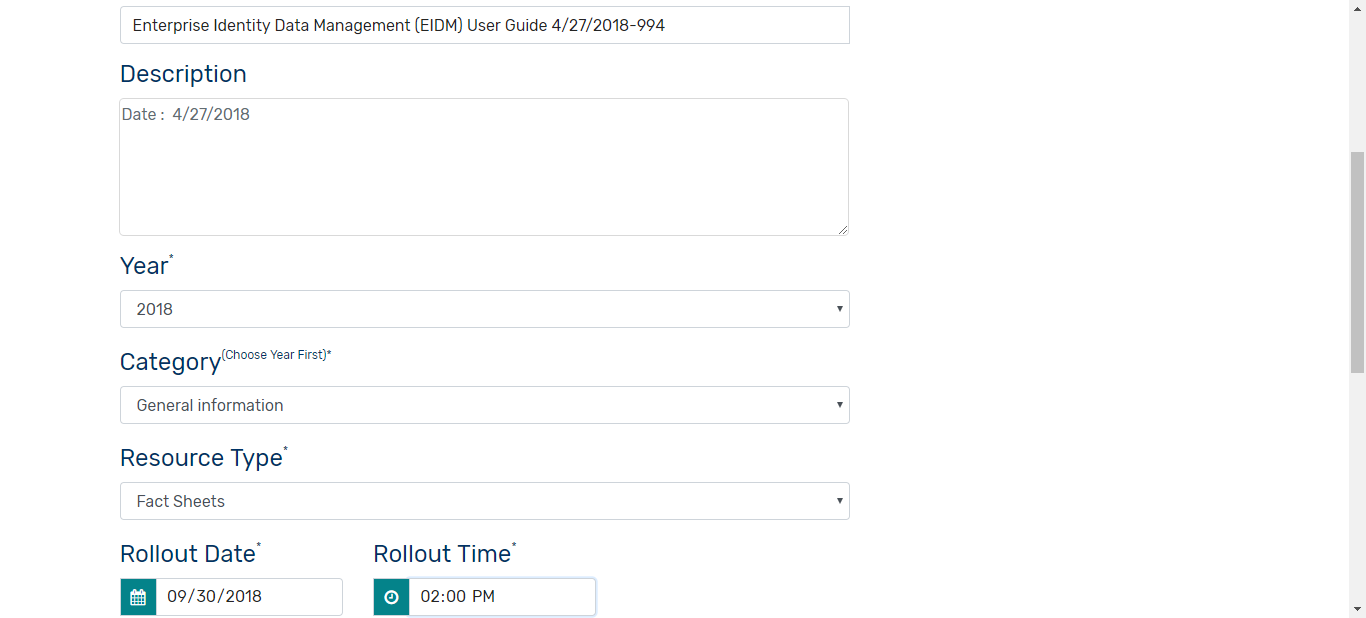 Enterprise Identity Data Management (EIDM) User Guide 4/27/2018-994
Description
Date : 4/27/2018
Year*
2018
Category(Choose Year First)*
General information
Resource Type*
Fact Sheets
Rollout Date* Rollout Time*
09/30/2018 02:00 PM